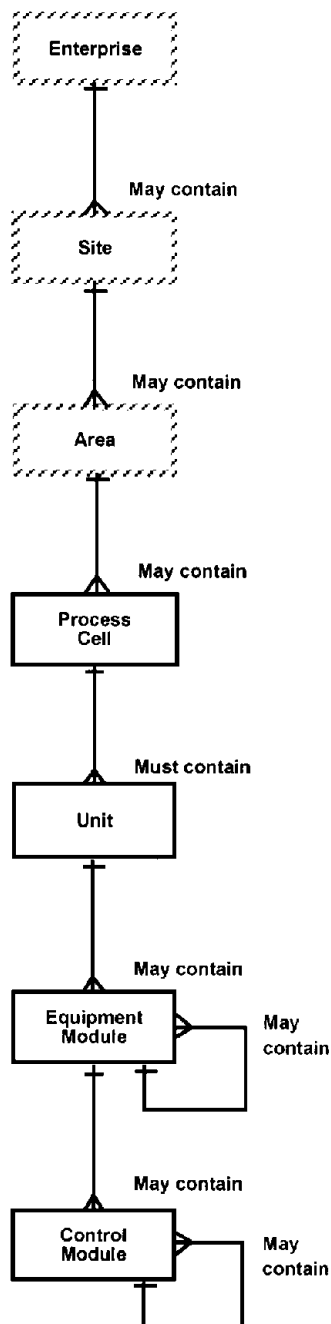 Enterprise
May contain
Site
May contain
Area
May contain
Process
Cell
Must contain
Unit
May contain
Equipment
Module
May
contain
May contain
Control
Module
May
contain